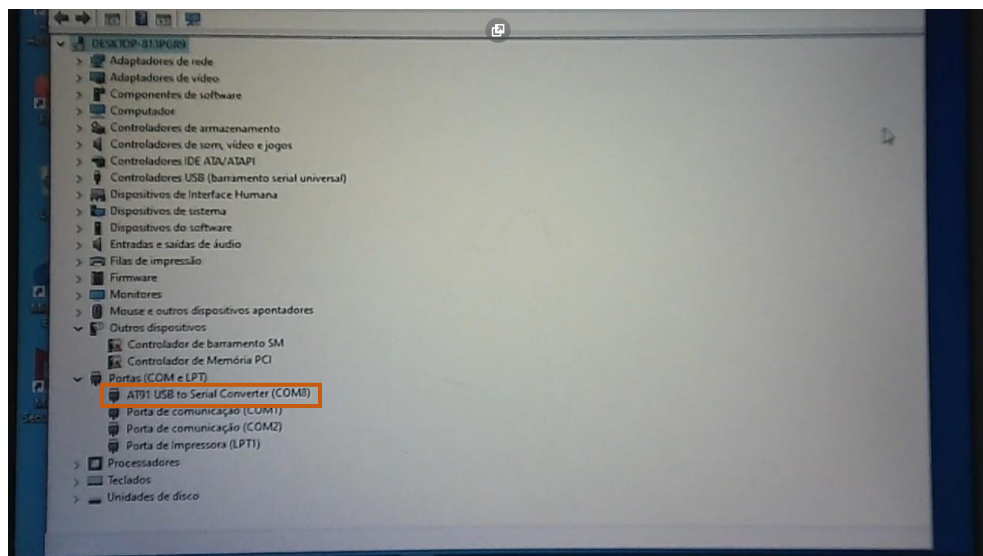 DESKTOP-813PGR9
Adaptadores de rede
Adaptadores de vídeo
Componentes de software
Computador
Controladores de armazenamento
Controladores de som, vídeo e jogos
Controladores IDE ATA/ATAPI
Controladores USB (barramento serial universal)
Dispositivos de Interface Humana
Dispositivos de sistema
Dispositivos do software
Entradas e saídas de áudio
Filas de impressão
Firmware
Monitores
Mouse e outros dispositivos apontadores
Outros dispositivos
Controlador de barramento SM
Controlador de Memória PCI
Portas (COM e LPT)
AT91 USB to Serial Converter (COM8)
Porta de comunicação (COM1)
Porta de comunicação (COM2)
Porta de Impressora (LPT1)
Processadores
Teclados
Unidades de disco